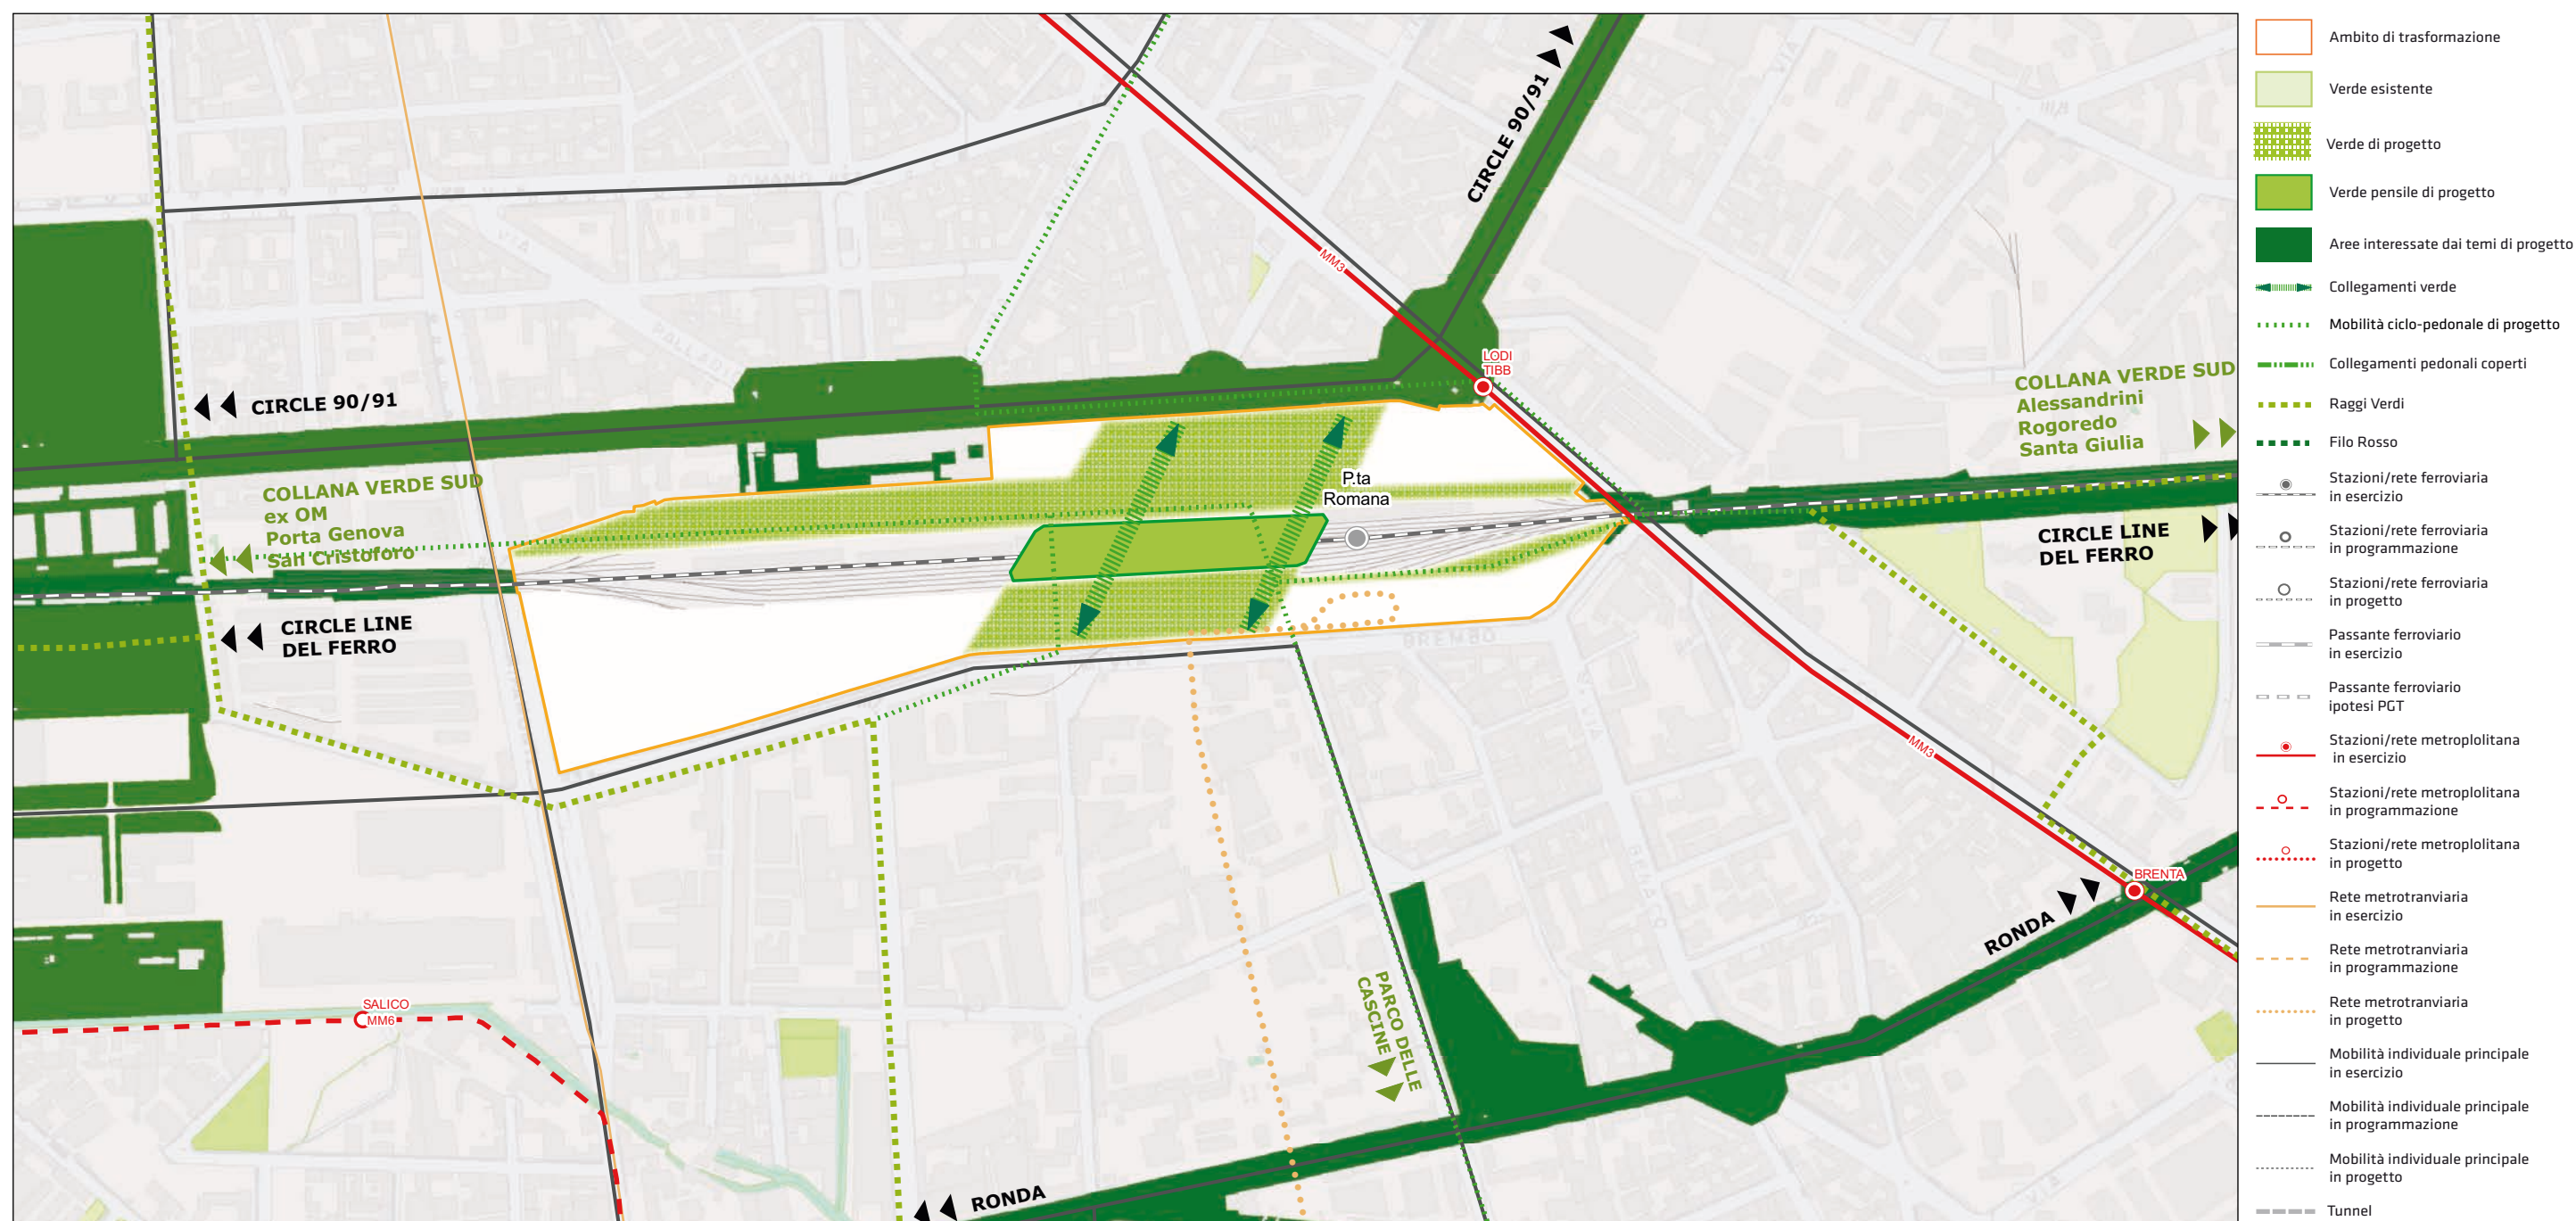 CIRCLE 90/91
MM3
LODI
TIBB
CIRCLE 90/91
COLLANA VERDE SUD
Alessandrini
Rogoredo
Santa Giulia
COLLANA VERDE SUD
ex OM
Porta Genova
San Cristoforo
P.ta
Romana
CIRCLE LINE
DEL FERRO
CIRCLE LINE
DEL FERRO
BREMBO
MM3
BRENTA
RONDA
PARCO DELLE
CASCINE
SALICO
MM6
RONDA
Ambito di trasformazione
Verde esistente
Verde di progetto
Verde pensile di progetto
Aree interessate dai temi di progetto
Collegamenti verde
Mobilità ciclo-pedonale di progetto
Collegamenti pedonali coperti
Raggi Verdi
Filo Rosso
Stazioni/rete ferroviaria
in esercizio
Stazioni/rete ferroviaria
in programmazione
Stazioni/rete ferroviaria
in progetto
Passante ferroviario
in esercizio
Passante ferroviario
ipotesi PGT
Stazioni/rete metroplolitana
in esercizio
Stazioni/rete metroplolitana
in programmazione
Stazioni/rete metroplolitana
in progetto
Rete metrotranviaria
in esercizio
Rete metrotranviaria
in programmazione
Rete metrotranviaria
in progetto
Mobilità individuale principale
in esercizio
Mobilità individuale principale
in programmazione
Mobilità individuale principale
in progetto
Tunnel